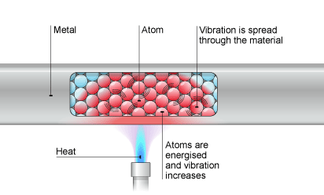 Metal
Atom
Vibration is spread
through the material
Heat
Atoms are
energised
and vibration
increases